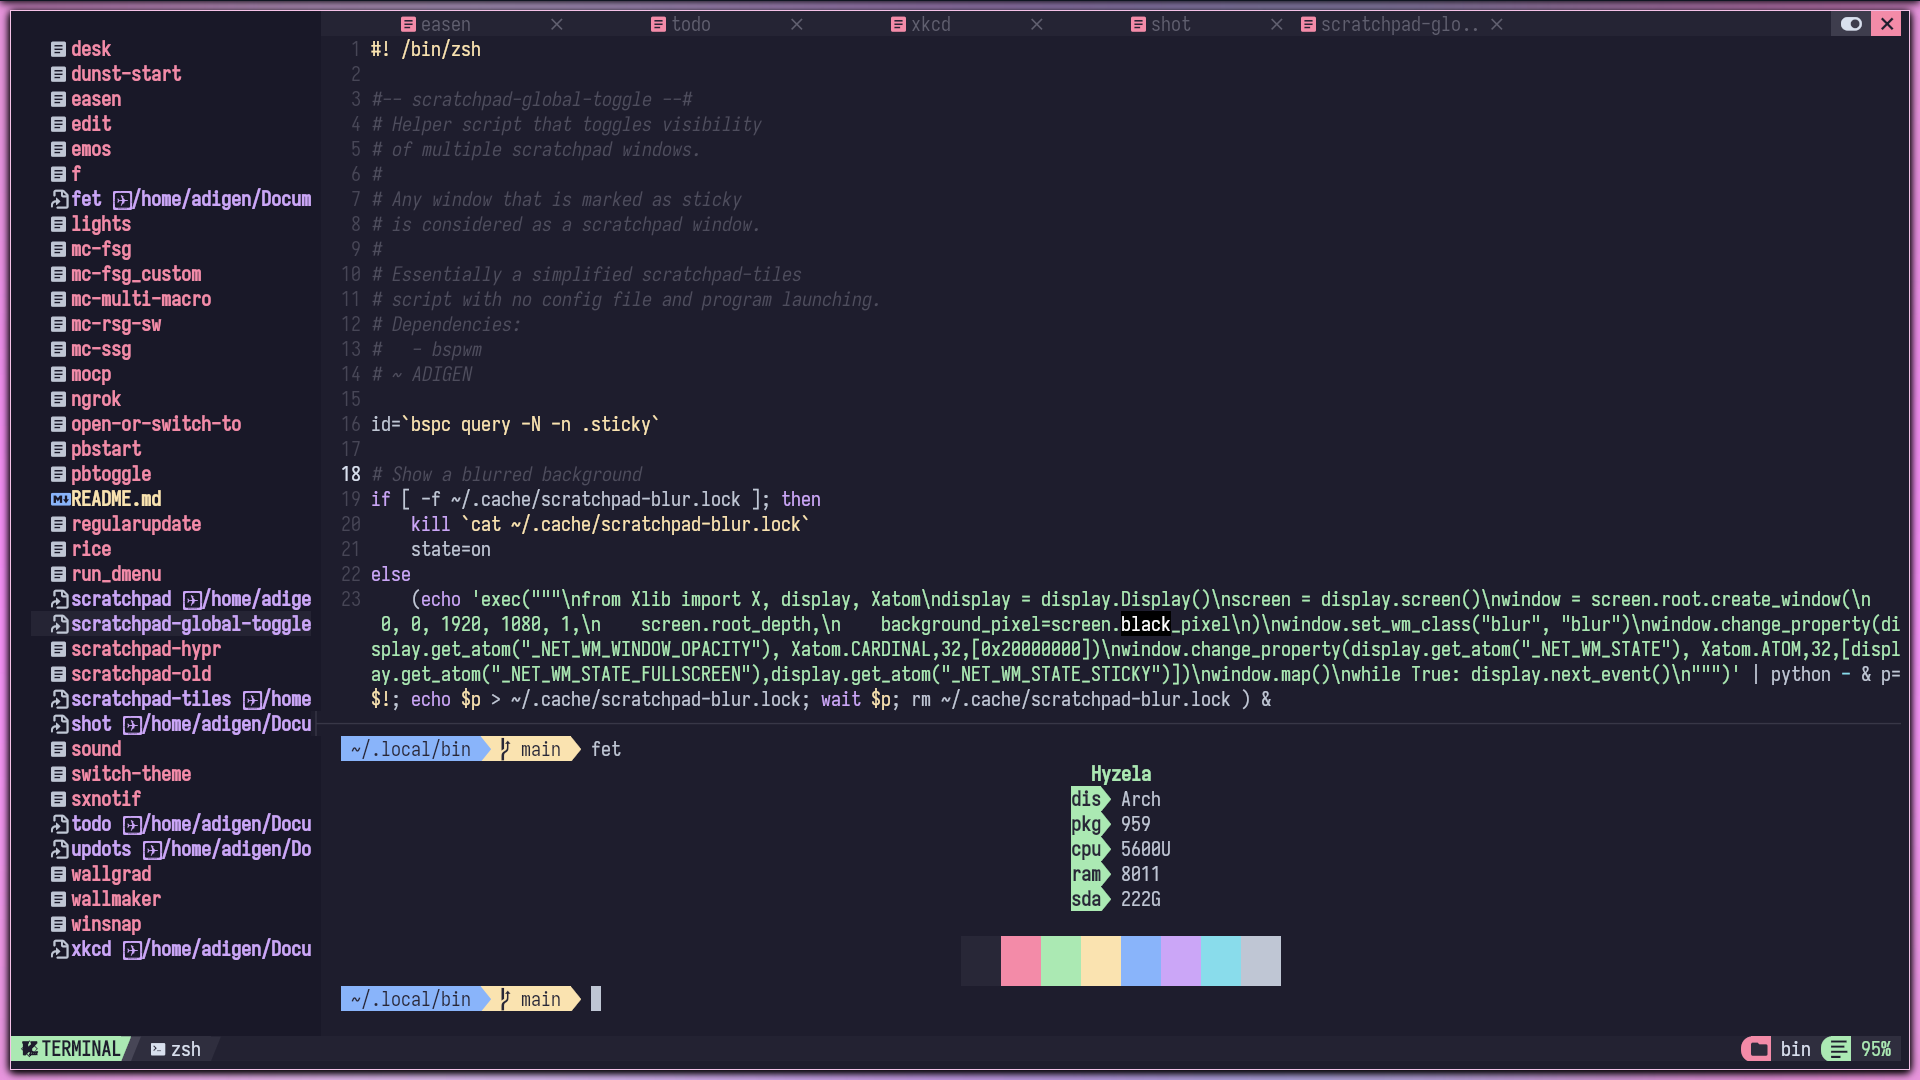 easen todo xkcd shot scratchpad-glo..
desk
dunst-start
easen
edit
emos
f
fet /home/adigen/Docum
lights
mc-fsg
mc-fsg_custom
mc-multi-macro
mc-rsg-sw
mc-ssg
mocp
ngrok
open-or-switch-to
pbstart
pbtoggle
README.md
regularupdate
rice
run_dmenu
scratchpad /home/adige
scratchpad-global-toggle
scratchpad-hypr
scratchpad-old
scratchpad-tiles /home
shot /home/adigen/Docu
sound
switch-theme
sxnotif
todo /home/adigen/Docu
updots /home/adigen/Do
wallgrad
wallmaker
winsnap
xkcd /home/adigen/Docu
1 #! /bin/zsh
2
3 #-- scratchpad-global-toggle --#
4 # Helper script that toggles visibility
5 # of multiple scratchpad windows.
6 #
7 # Any window that is marked as sticky
8 # is considered as a scratchpad window.
9 #
10 # Essentially a simplified scratchpad-tiles
11 # script with no config file and program launching.
12 # Dependencies:
13 #   - bspwm
14 # ~ ADIGEN
15
16 id=`bspc query -N -n .sticky`
17
18 # Show a blurred background
19 if [ -f ~/.cache/scratchpad-blur.lock ]; then
20     kill `cat ~/.cache/scratchpad-blur.lock`
21     state=on
22 else
23     (echo 'exec("""\nfrom Xlib import X, display, Xatom\ndisplay = display.Display()\nscreen = display.screen()\nwindow = screen.root.create_window(\n
 0, 0, 1920, 1080, 1,\n    screen.root_depth,\n    background_pixel=screen.black_pixel\n)\nwindow.set_wm_class("blur", "blur")\nwindow.change_property(di
splay.get_atom("_NET_WM_WINDOW_OPACITY"), Xatom.CARDINAL,32,[0x20000000])\nwindow.change_property(display.get_atom("_NET_WM_STATE"), Xatom.ATOM,32,[displ
ay.get_atom("_NET_WM_STATE_FULLSCREEN"),display.get_atom("_NET_WM_STATE_STICKY")])\nwindow.map()\nwhile True: display.next_event()\n""")' | python - & p=
$!; echo $p > ~/.cache/scratchpad-blur.lock; wait $p; rm ~/.cache/scratchpad-blur.lock ) &
~/.local/bin main fet
Hyzela
dis Arch
pkg 959
cpu 5600U
ram 8011
sda 222G
~/.local/bin main
TERMINAL zsh bin 95%